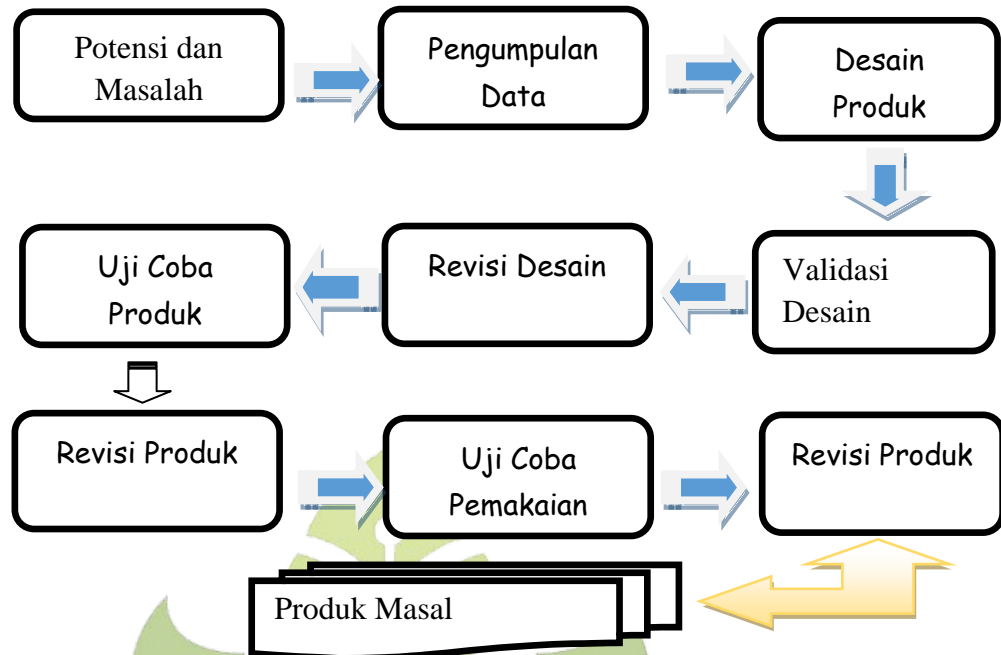 Potensi dan
Masalah
Pengumpulan
Data
Desain
Produk
Uji Coba
Produk
Revisi Desain
Validasi
Desain
Revisi Produk
Uji Coba
Pemakaian
Revisi Produk
Produk Masal